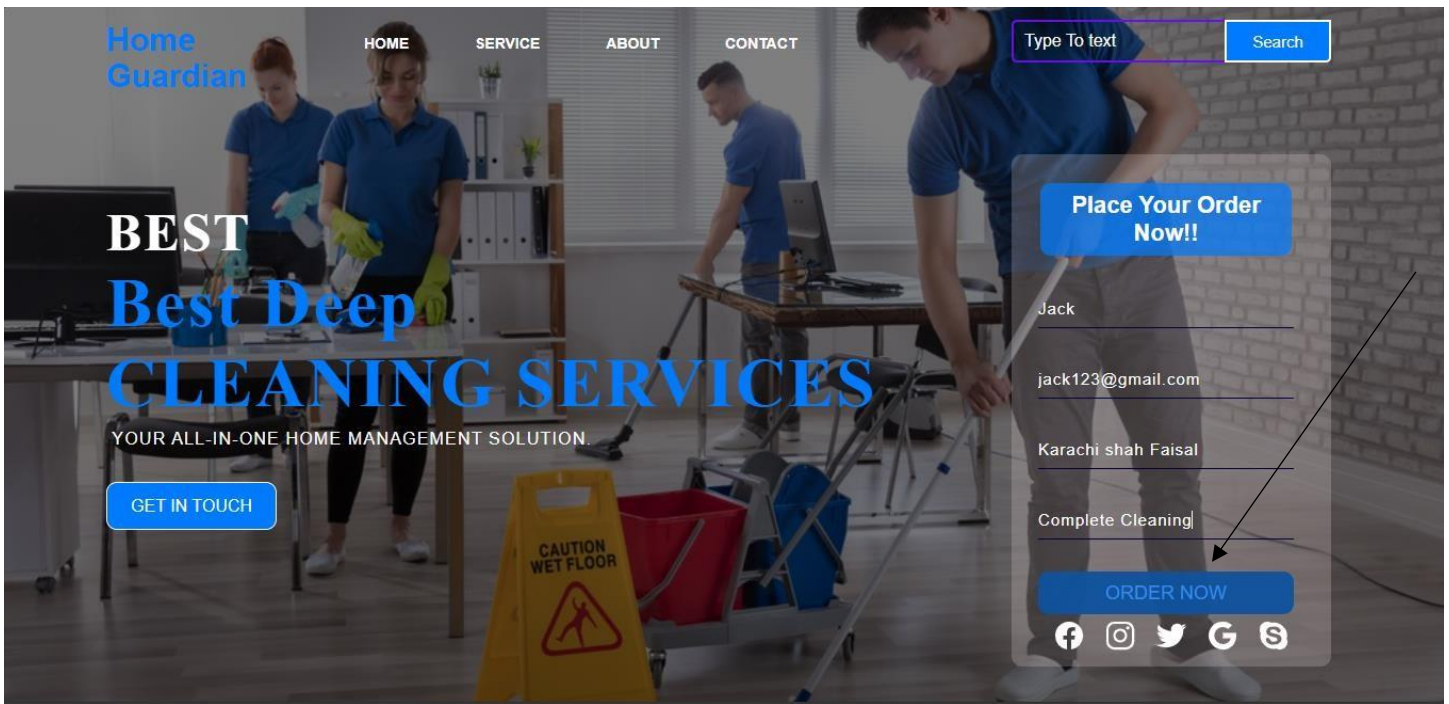 Home
Guardian
HOME
SERVICE
ABOUT
CONTACT
Type To text
Search
BEST
Best Deep
CLEANING SERVICES
YOUR ALL-IN-ONE HOME MANAGEMENT SOLUTION.
GET IN TOUCH
CAUTION
WET FLOOR
Place Your Order
Now!!
Jack
jack123@gmail.com
Karachi shah Faisal
Complete Cleaning
ORDER NOW